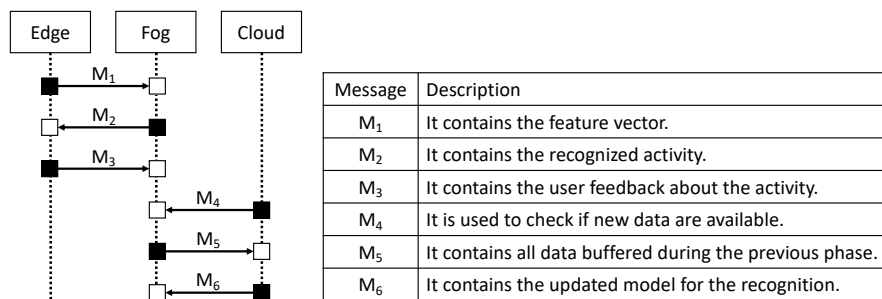 Edge Fog Cloud
M₁
M₂
M₃
M₄
M₅
M₆
Message Description
M₁ It contains the feature vector.
M₂ It contains the recognized activity.
M₃ It contains the user feedback about the activity.
M₄ It is used to check if new data are available.
M₅ It contains all data buffered during the previous phase.
M₆ It contains the updated model for the recognition.